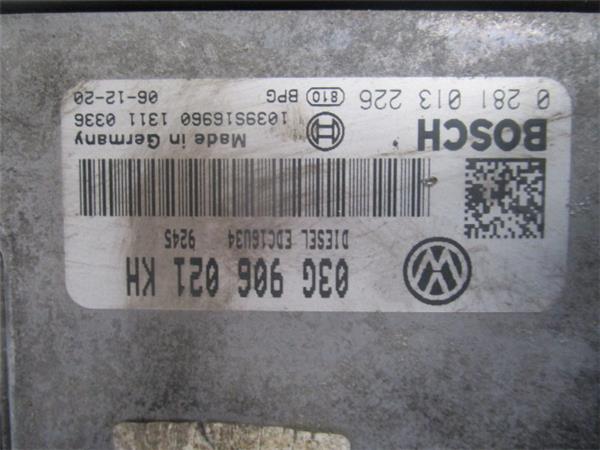 03G 906 021 KH
DIESEL EDC16U34 9245
BOSCH
Made in Germany
1039S16960 1311 0336
0 281 013 226 810 BPG 06-12-20